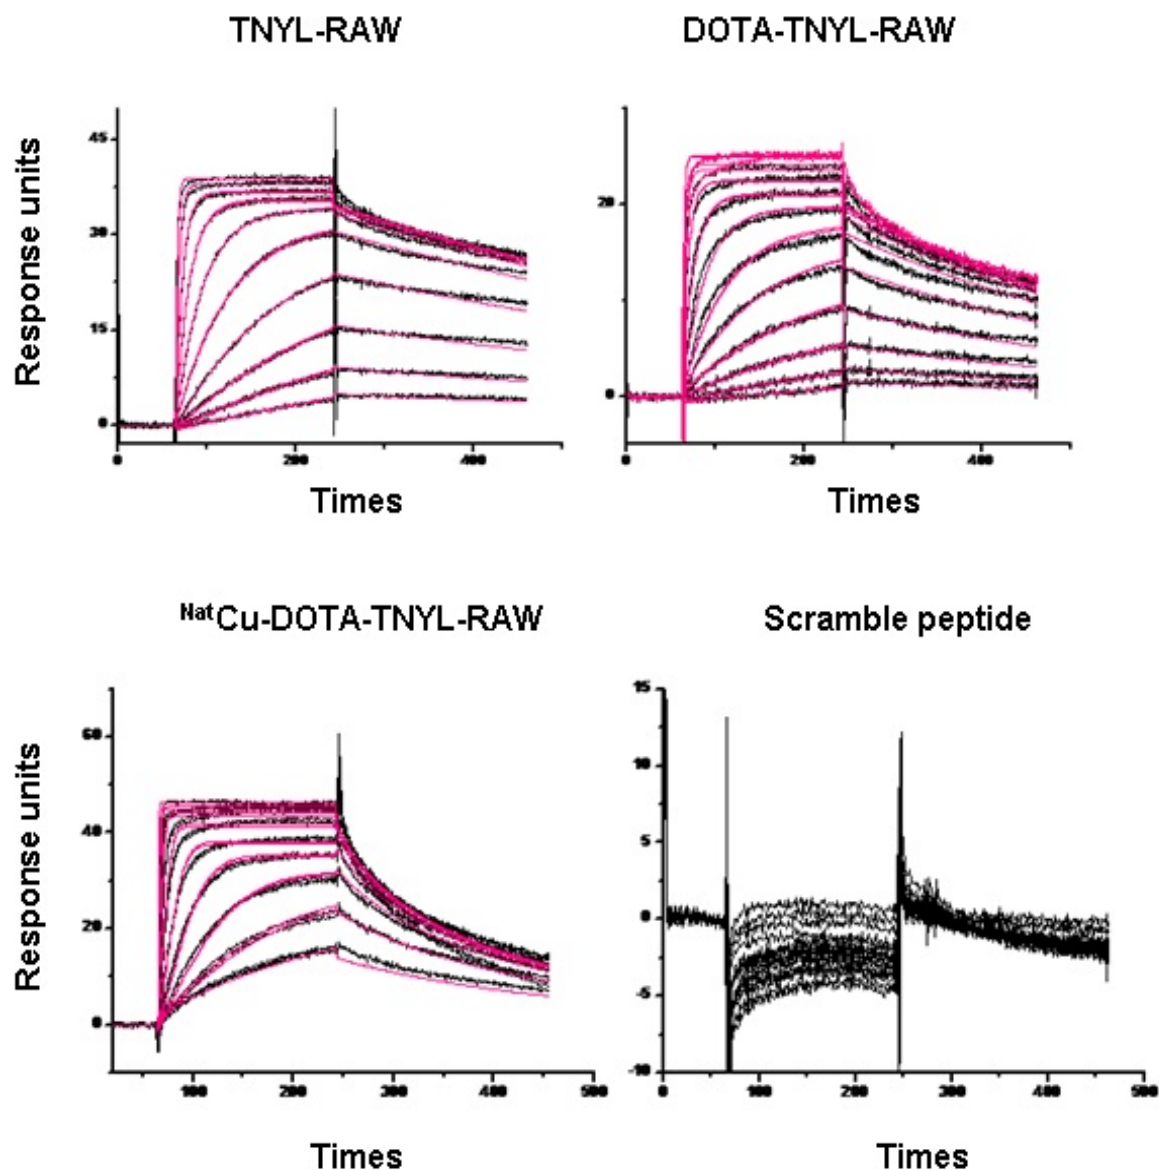 TNYL-RAW DOTA-TNYL-RAW
Response units
45
30
15
0
0 200 400
Times
20
0
0 200 400
Times
NatCu-DOTA-TNYL-RAW Scramble peptide
Response units
60
40
20
0
100 200 300 400 500
Times
15
10
5
0
-5
-10
0 100 200 300 400 500
Times